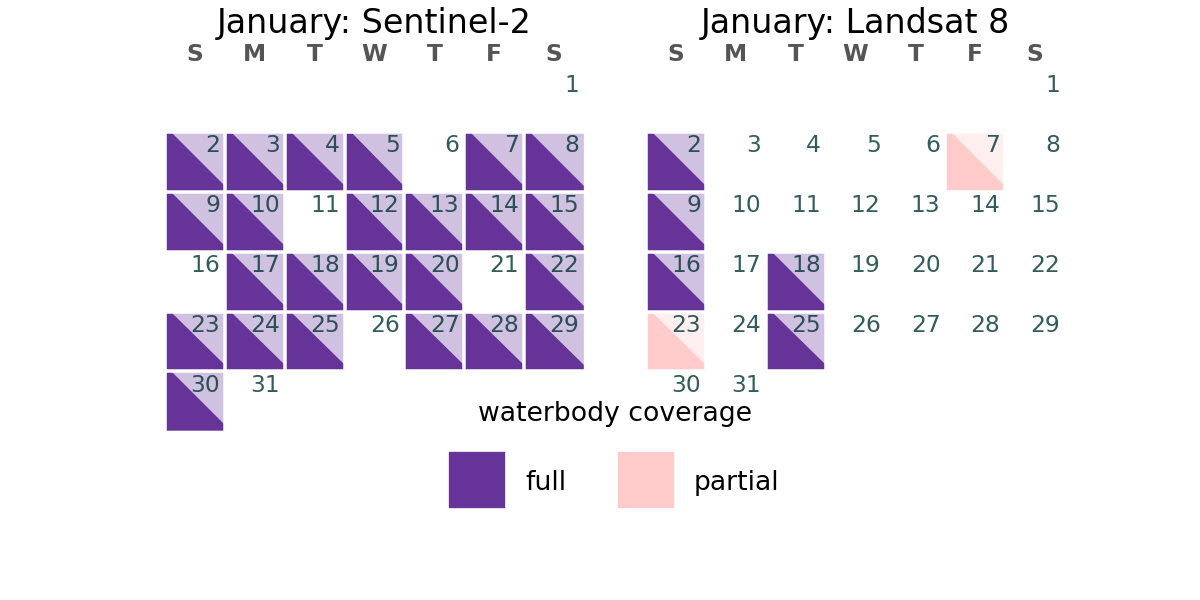 January: Sentinel-2
S M T W T F S
1
2 3 4 5 6 7 8
9 10 11 12 13 14 15
16 17 18 19 20 21 22
23 24 25 26 27 28 29
30 31
January: Landsat 8
S M T W T F S
1
2 3 4 5 6 7 8
9 10 11 12 13 14 15
16 17 18 19 20 21 22
23 24 25 26 27 28 29
30 31
waterbody coverage
full partial